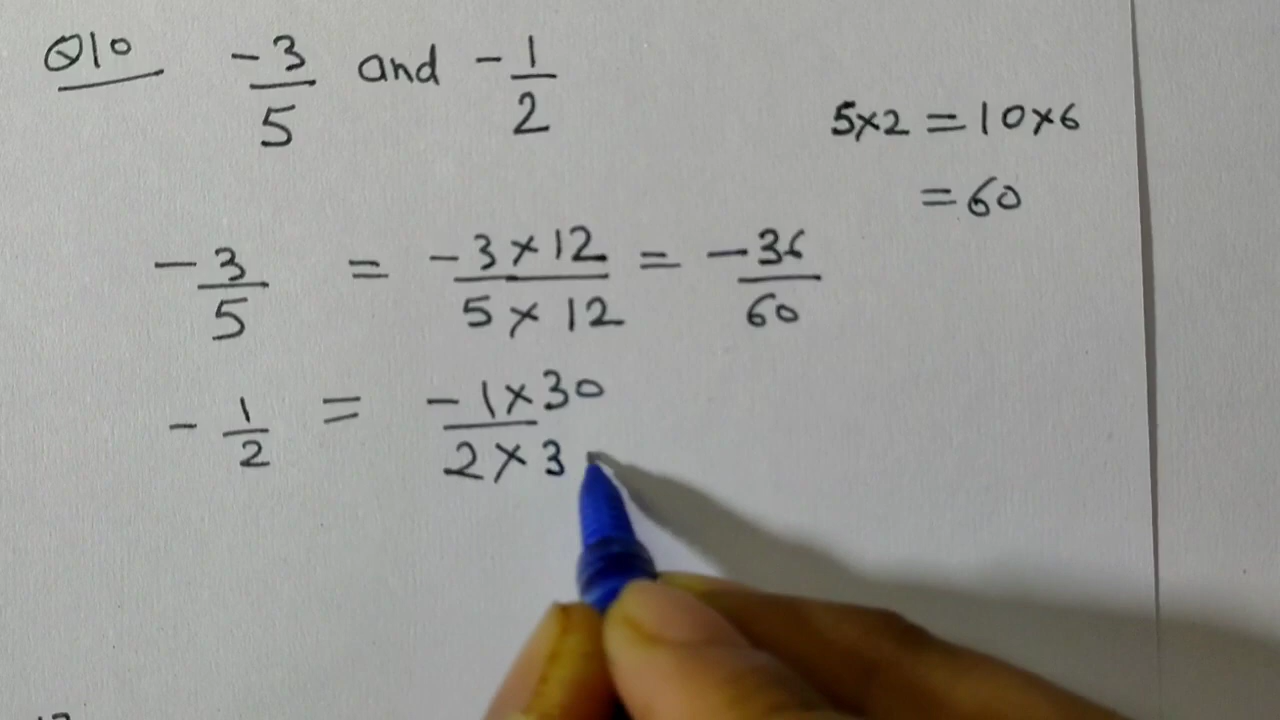 Q10 -3/5 and -1/2
5×2 = 10×6
= 60
-3/5 = -3×12/5×12 = -36/60
-1/2 = -1×30/2×3